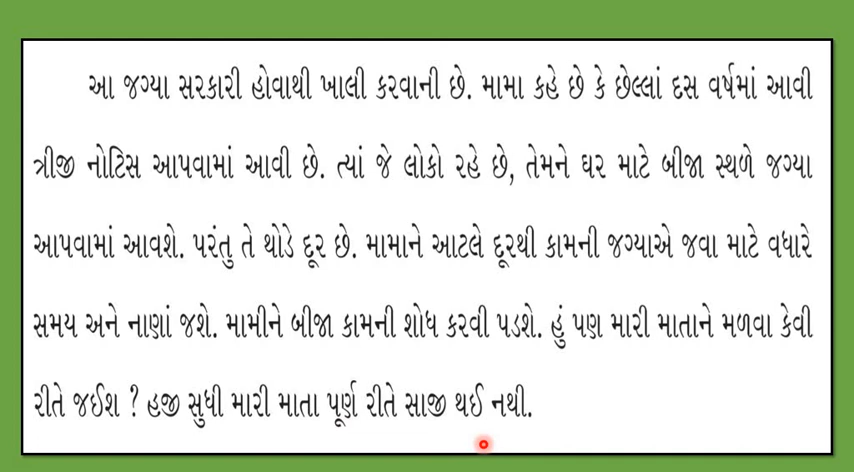 આ જગ્યા સરકારી હોવાથી ખાલી કરવાની છે. મામા કહે છે કે છેલ્લાં દસ વર્ષમાં આવી
ત્રીજી નોટિસ આપવામાં આવી છે. ત્યાં જે લોકો રહે છે, તેમને ઘર માટે બીજા સ્થળે જગ્યા
આપવામાં આવશે. પરંતુ તે થોડે દૂર છે. મામાને આટલે દૂરથી કામની જગ્યાએ જવા માટે વધારે
સમય અને નાણાં જશે. મામીને બીજા કામની શોધ કરવી પડશે. હું પણ મારી માતાને મળવા કેવી
રીતે જઈશ ? હજી સુધી મારી માતા પૂર્ણ રીતે સાજી થઈ નથી.